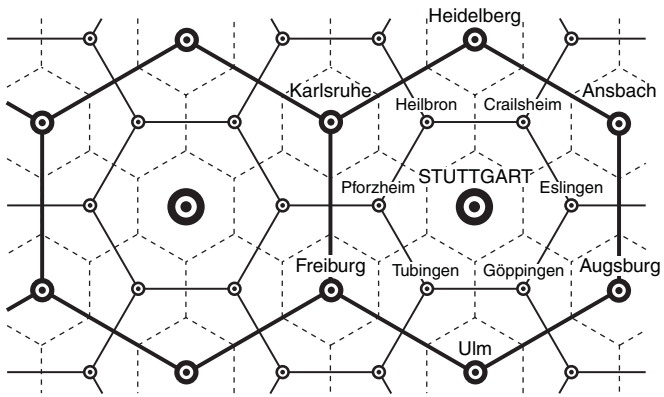 Heidelberg
Karlsruhe
Ansbach
Heilbron
Crailsheim
Pforzheim
STUTTGART
Eslingen
Freiburg
Tubingen
Göppingen
Augsburg
Ulm